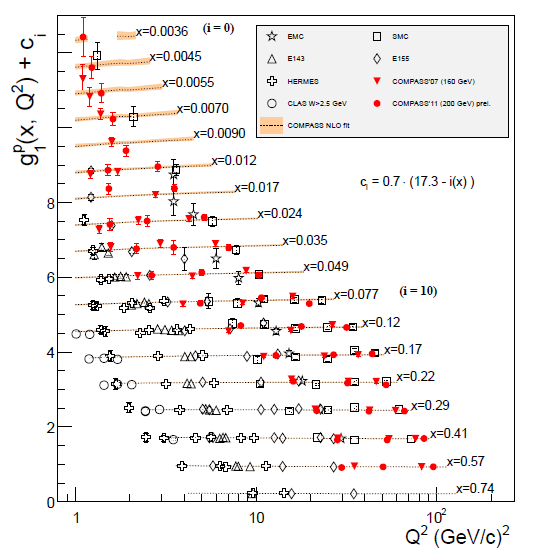 g₁ᵖ(x, Q²) + cᵢ
x=0.0036 (i = 0)
x=0.0045
x=0.0055
x=0.0070
x=0.0090
x=0.012
x=0.017
x=0.024
x=0.035
x=0.049
x=0.077 (i = 10)
x=0.12
x=0.17
x=0.22
x=0.29
x=0.41
x=0.57
x=0.74
EMC SMC
E143 E155
HERMES COMPASS'07 (160 GeV)
CLAS W>2.5 GeV COMPASS'11 (200 GeV) prel.
COMPASS NLO fit
cᵢ = 0.7 · (17.3 - i(x) )
8
6
4
2
0
1 10 10²
Q² (GeV/c)²